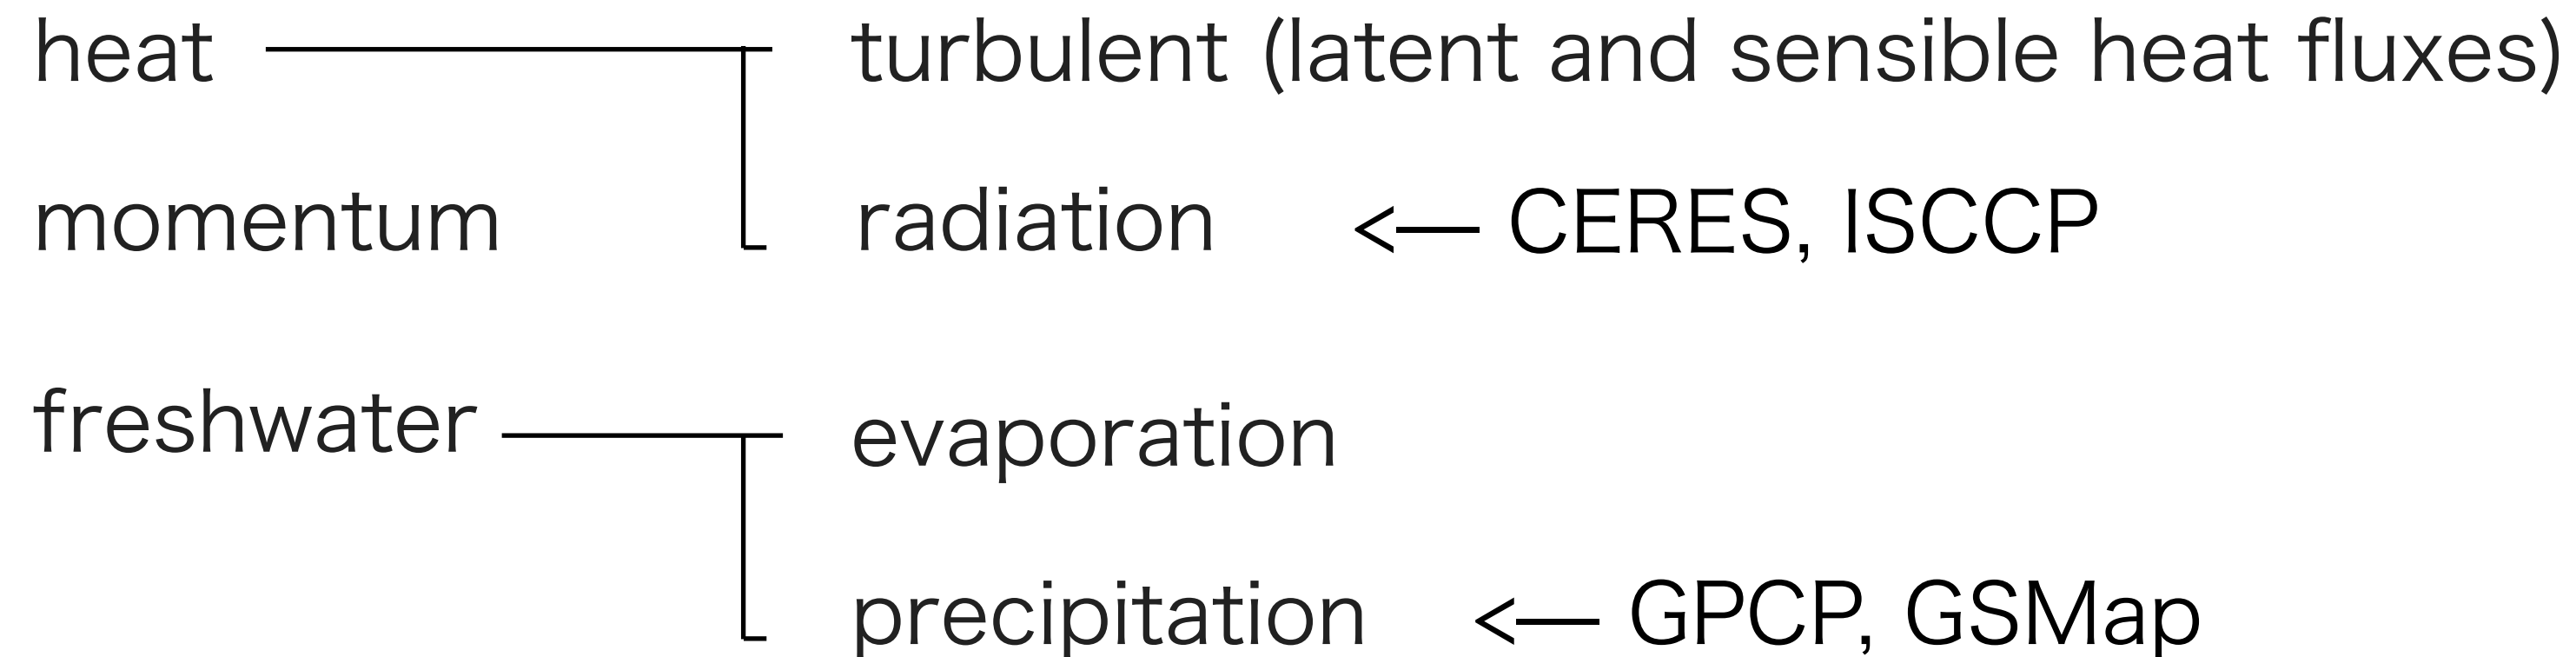 heat turbulent (latent and sensible heat fluxes)
momentum radiation <— CERES, ISCCP
freshwater evaporation
precipitation <— GPCP, GSMap